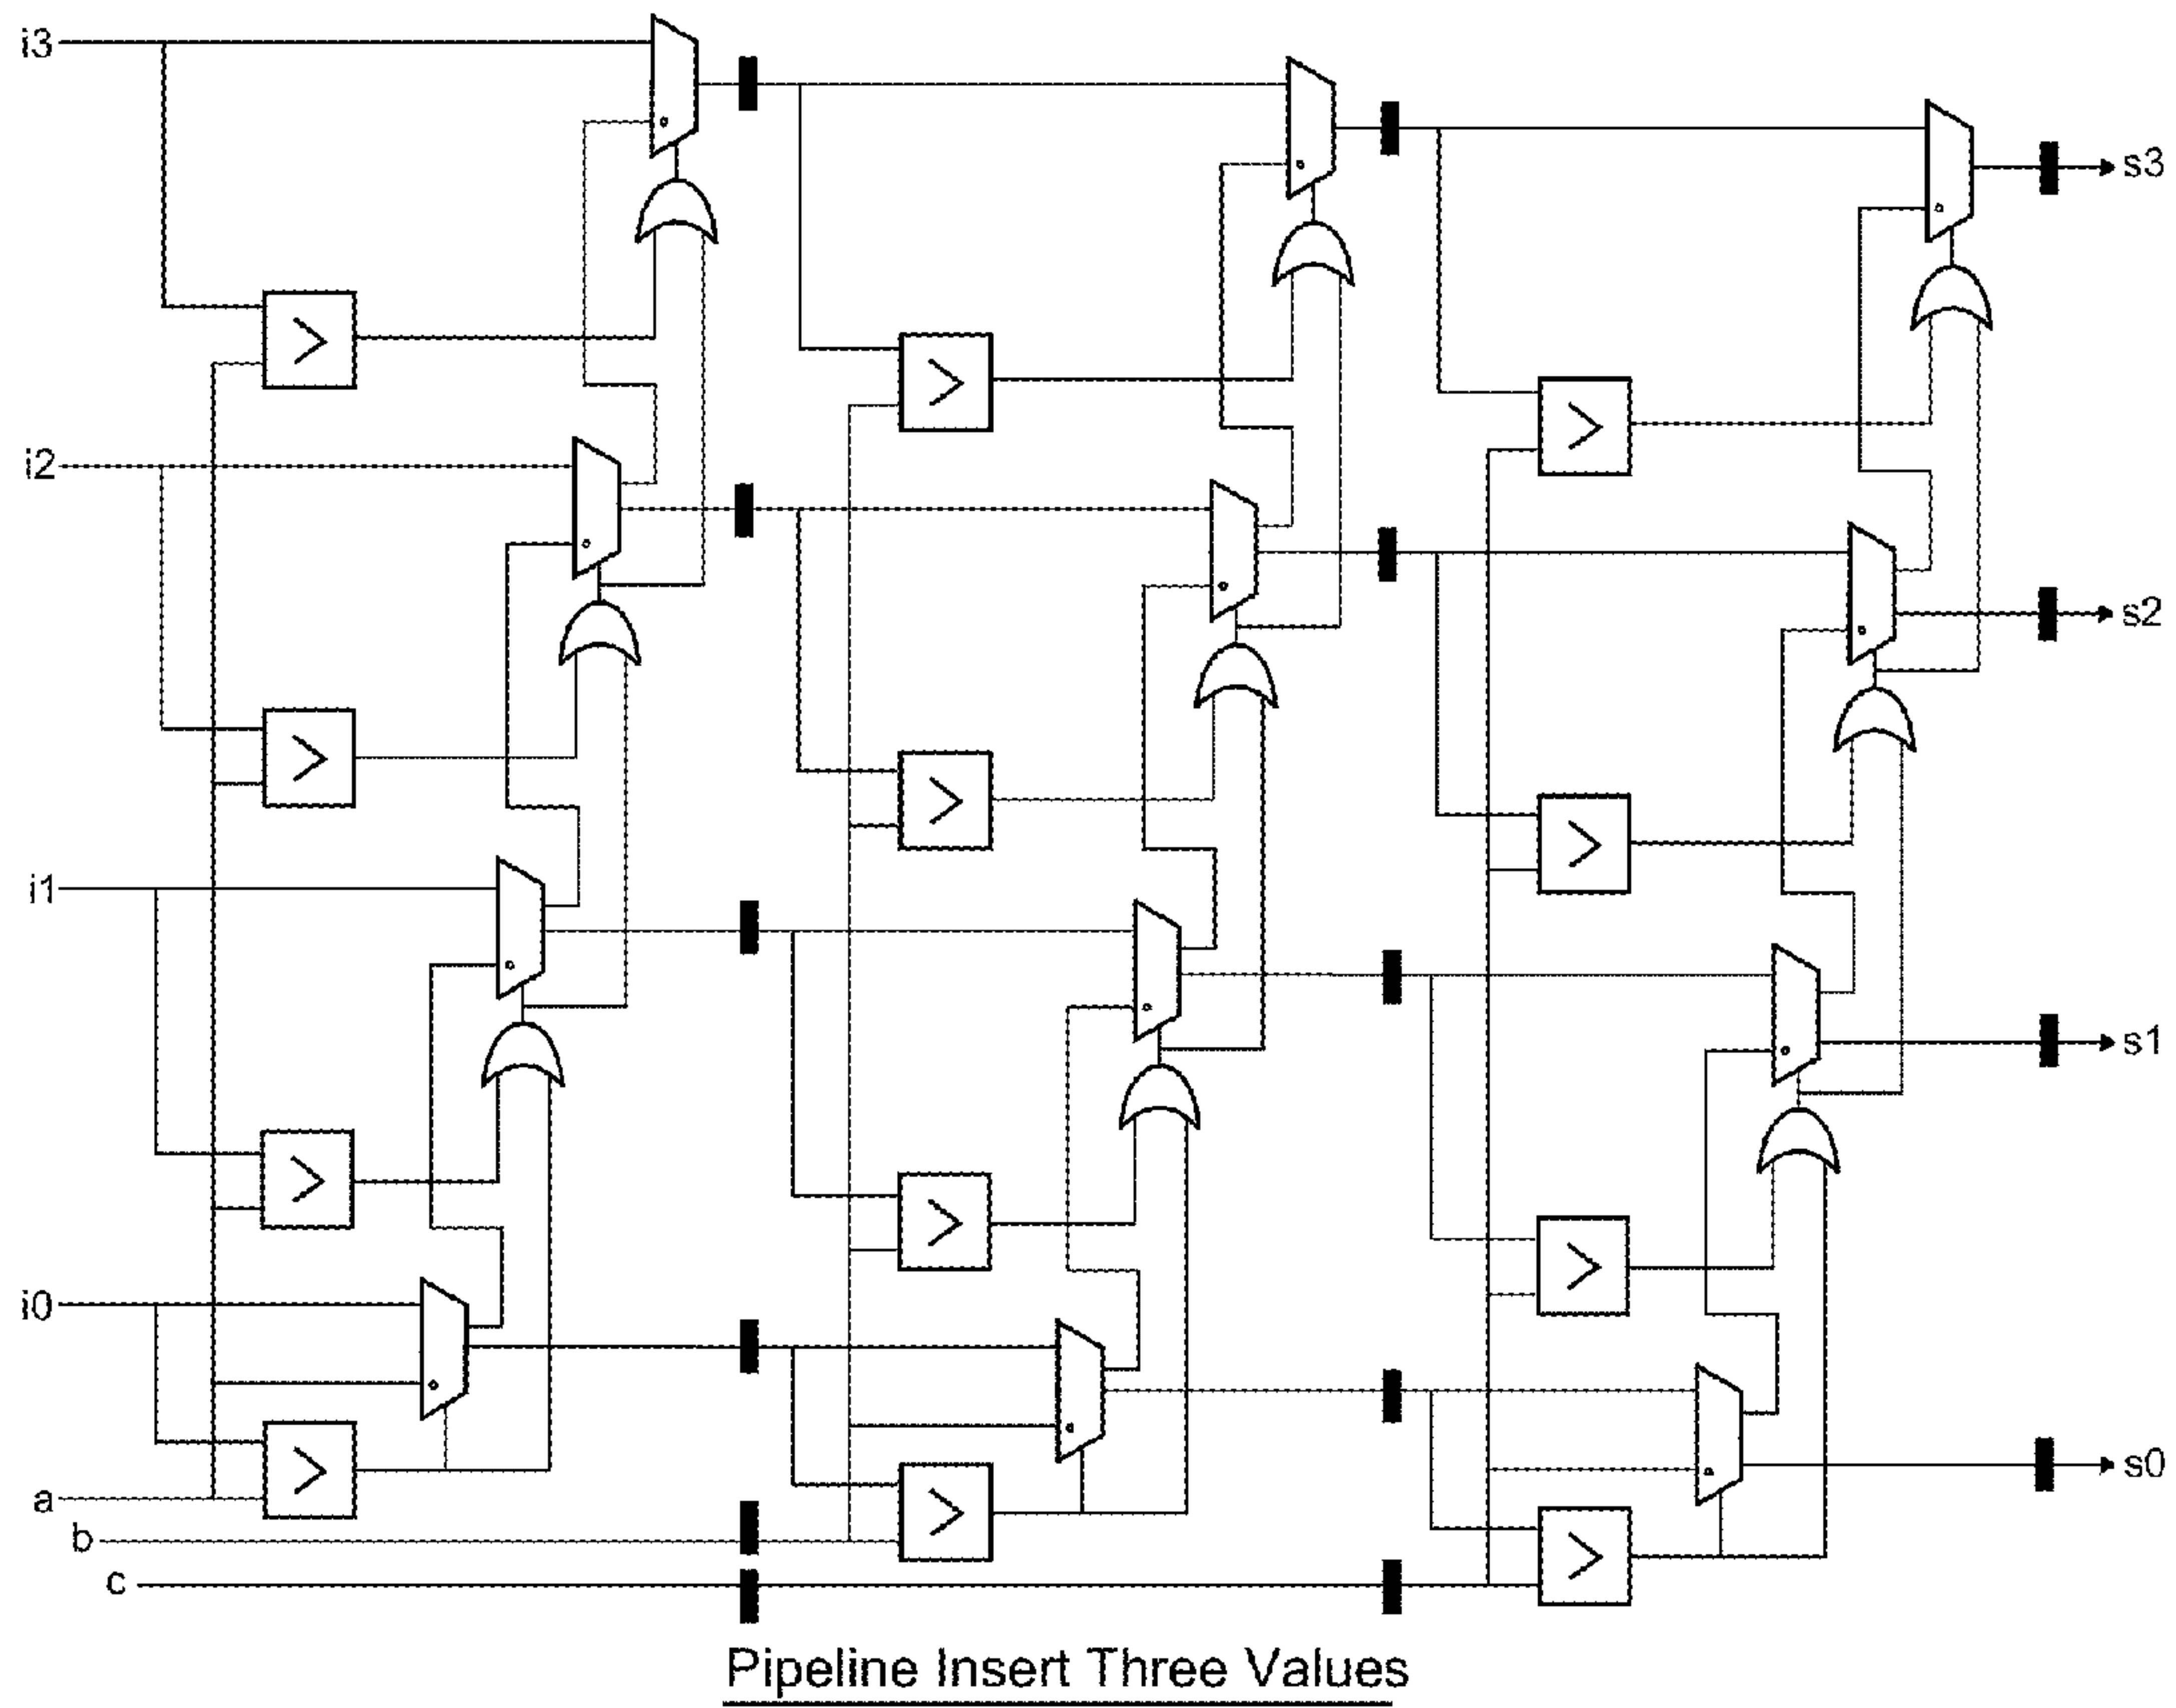 i3
>
>
>
s3
i2
>
>
>
s2
i1
>
>
>
s1
i0
>
>
>
s0
a
b
c
Pipeline Insert Three Values